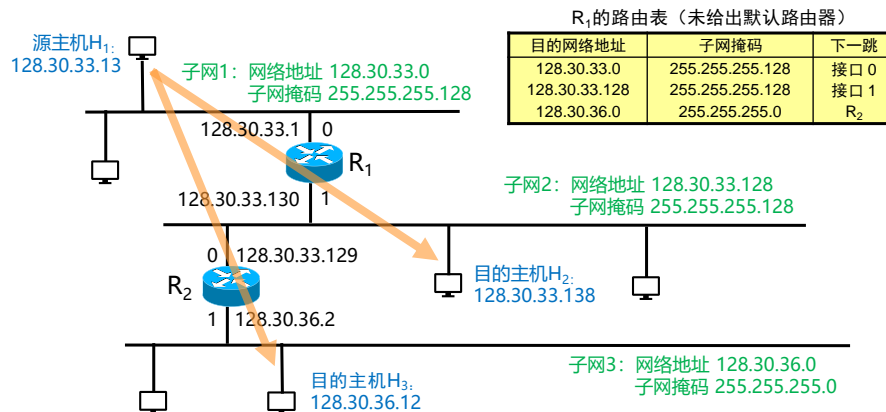 R₁的路由表（未给出默认路由器）
目的网络地址 子网掩码 下一跳
128.30.33.0 255.255.255.128 接口 0
128.30.33.128 255.255.255.128 接口 1
128.30.36.0 255.255.255.0 R₂
源主机H₁:
128.30.33.13
子网1：网络地址 128.30.33.0
子网掩码 255.255.255.128
128.30.33.1 0
R₁
128.30.33.130 1
子网2：网络地址 128.30.33.128
子网掩码 255.255.255.128
0 128.30.33.129
R₂
目的主机H₂:
128.30.33.138
1 128.30.36.2
子网3：网络地址 128.30.36.0
子网掩码 255.255.255.0
目的主机H₃:
128.30.36.12